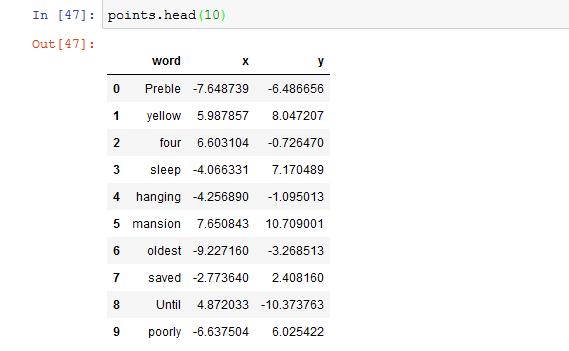 In [47]: points.head(10)
Out[47]:
word x y
0 Preble -7.648739 -6.486656
1 yellow 5.987857 8.047207
2 four 6.603104 -0.726470
3 sleep -4.066331 7.170489
4 hanging -4.256890 -1.095013
5 mansion 7.650843 10.709001
6 oldest -9.227160 -3.268513
7 saved -2.773640 2.408160
8 Until 4.872033 -10.373763
9 poorly -6.637504 6.025422